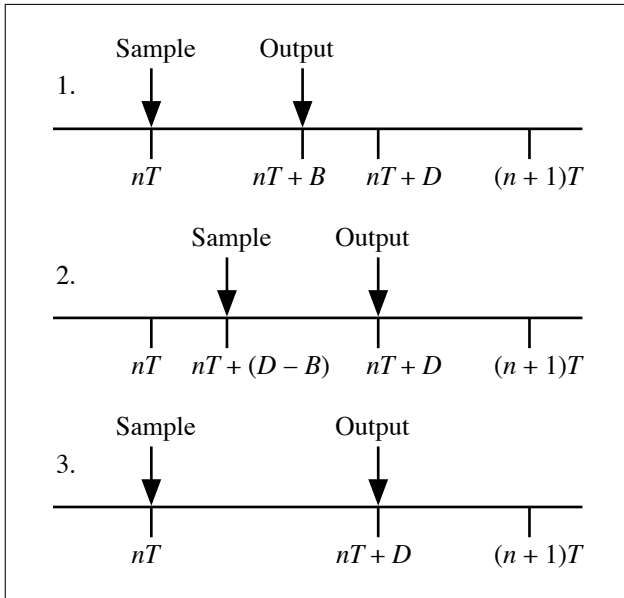 Sample Output
1.
nT nT + B nT + D (n + 1)T
Sample Output
2.
nT nT + (D − B) nT + D (n + 1)T
Sample Output
3.
nT nT + D (n + 1)T